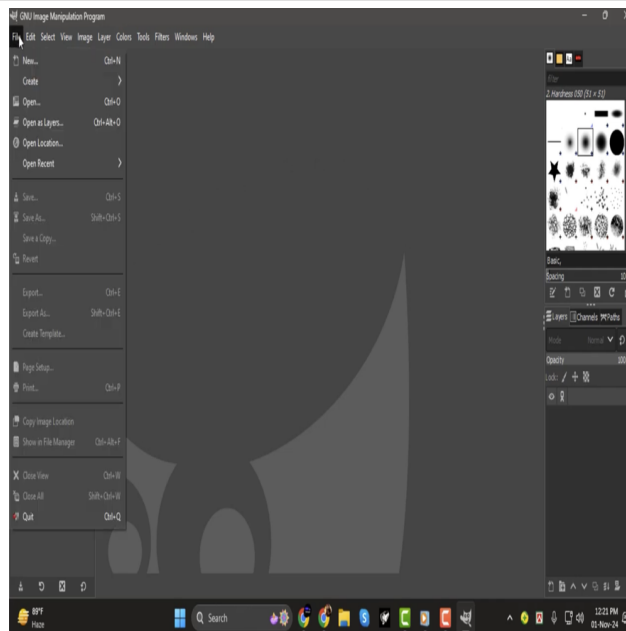 GNU Image Manipulation Program
File Edit Select View Image Layer Colors Tools Filters Windows Help
New... Ctrl+N
Create
Open... Ctrl+O
Open as Layers... Ctrl+Alt+O
Open Location...
Open Recent
Save... Ctrl+S
Save As... Shift+Ctrl+S
Save a Copy...
Revert
Export... Ctrl+E
Export As... Shift+Ctrl+E
Create Template...
Page Setup...
Print... Ctrl+P
Copy Image Location
Show in File Manager Ctrl+Alt+F
Close View Ctrl+W
Close All Shift+Ctrl+W
Quit Ctrl+Q
filter
2. Hardness 050 (51 × 51)
Basic,
Spacing 10
Layers Channels Paths
Mode Normal
Opacity 100
Lock:
89°F
Haze
Search
12:21 PM
01-Nov-24